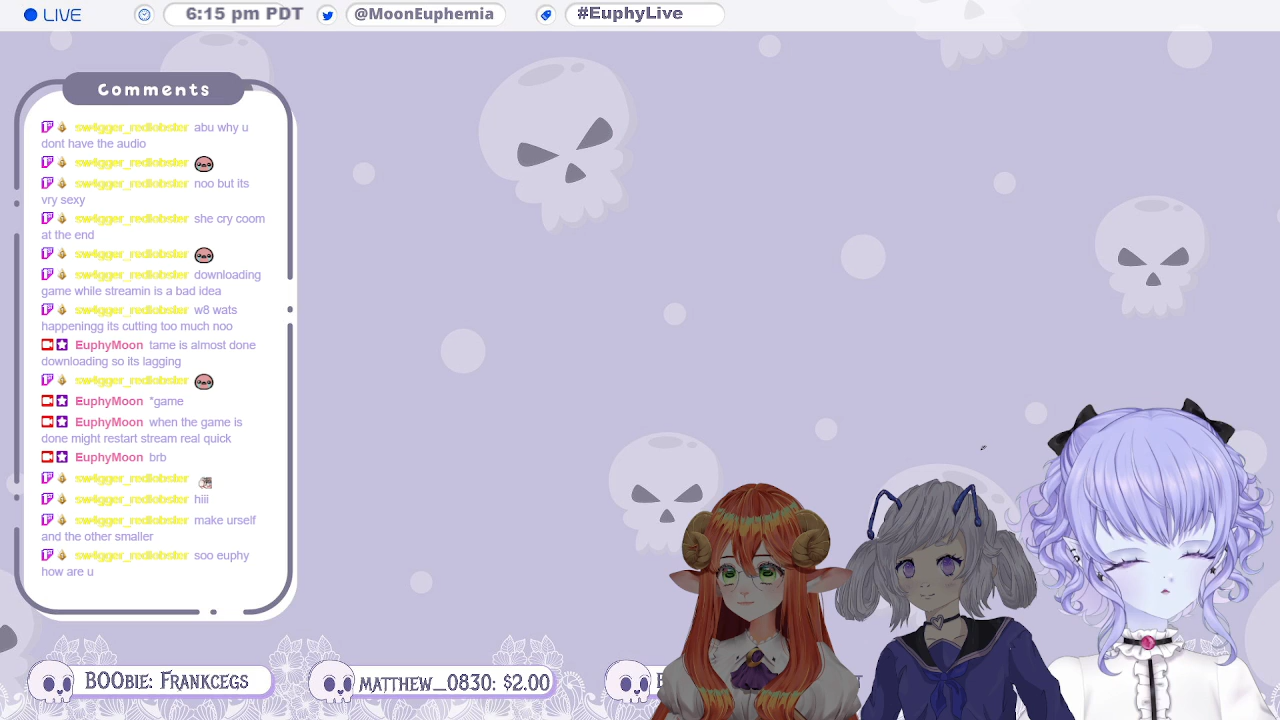 LIVE
6:15 pm PDT
@MoonEuphemia
#EuphyLive
Comments
sw4gger_redlobster abu why u
dont have the audio
sw4gger_redlobster
sw4gger_redlobster noo but its
vry sexy
sw4gger_redlobster she cry coom
at the end
sw4gger_redlobster
sw4gger_redlobster downloading
game while streamin is a bad idea
sw4gger_redlobster w8 wats
happeningg its cutting too much noo
EuphyMoon tame is almost done
downloading so its lagging
sw4gger_redlobster
EuphyMoon *game
EuphyMoon when the game is
done might restart stream real quick
EuphyMoon brb
sw4gger_redlobster
sw4gger_redlobster hiii
sw4gger_redlobster make urself
and the other smaller
sw4gger_redlobster soo euphy
how are u
BOObie: Frankcegs
matthew_0830: $2.00